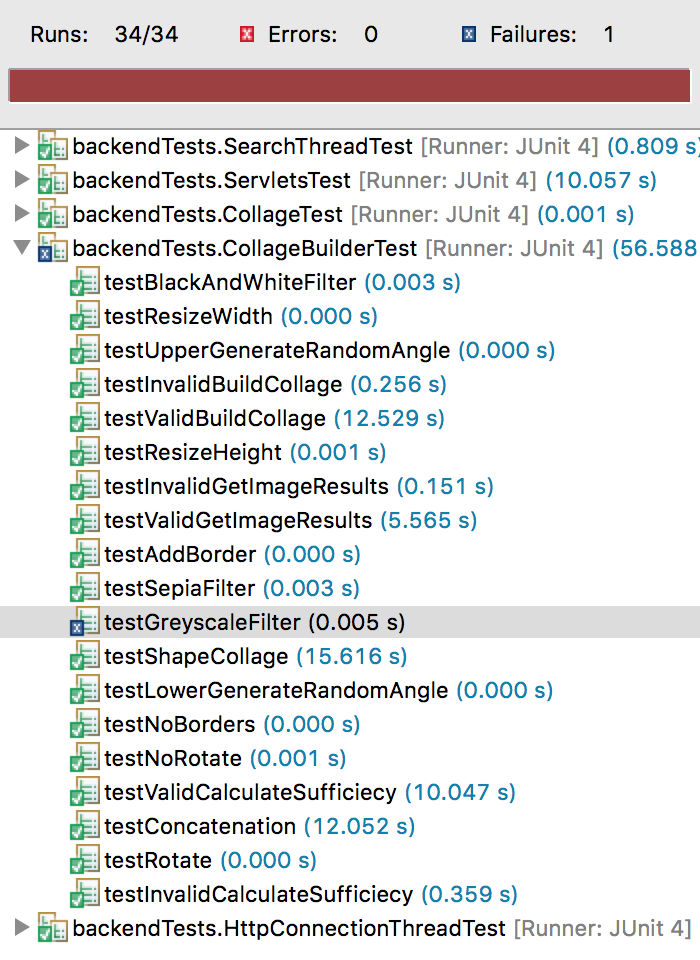 Runs: 34/34 Errors: 0 Failures: 1
backendTests.SearchThreadTest [Runner: JUnit 4] (0.809 s)
backendTests.ServletsTest [Runner: JUnit 4] (10.057 s)
backendTests.CollageTest [Runner: JUnit 4] (0.001 s)
backendTests.CollageBuilderTest [Runner: JUnit 4] (56.588
testBlackAndWhiteFilter (0.003 s)
testResizeWidth (0.000 s)
testUpperGenerateRandomAngle (0.000 s)
testInvalidBuildCollage (0.256 s)
testValidBuildCollage (12.529 s)
testResizeHeight (0.001 s)
testInvalidGetImageResults (0.151 s)
testValidGetImageResults (5.565 s)
testAddBorder (0.000 s)
testSepiaFilter (0.003 s)
testGreyscaleFilter (0.005 s)
testShapeCollage (15.616 s)
testLowerGenerateRandomAngle (0.000 s)
testNoBorders (0.000 s)
testNoRotate (0.001 s)
testValidCalculateSufficiecy (10.047 s)
testConcatenation (12.052 s)
testRotate (0.000 s)
testInvalidCalculateSufficiecy (0.359 s)
backendTests.HttpConnectionThreadTest [Runner: JUnit 4]